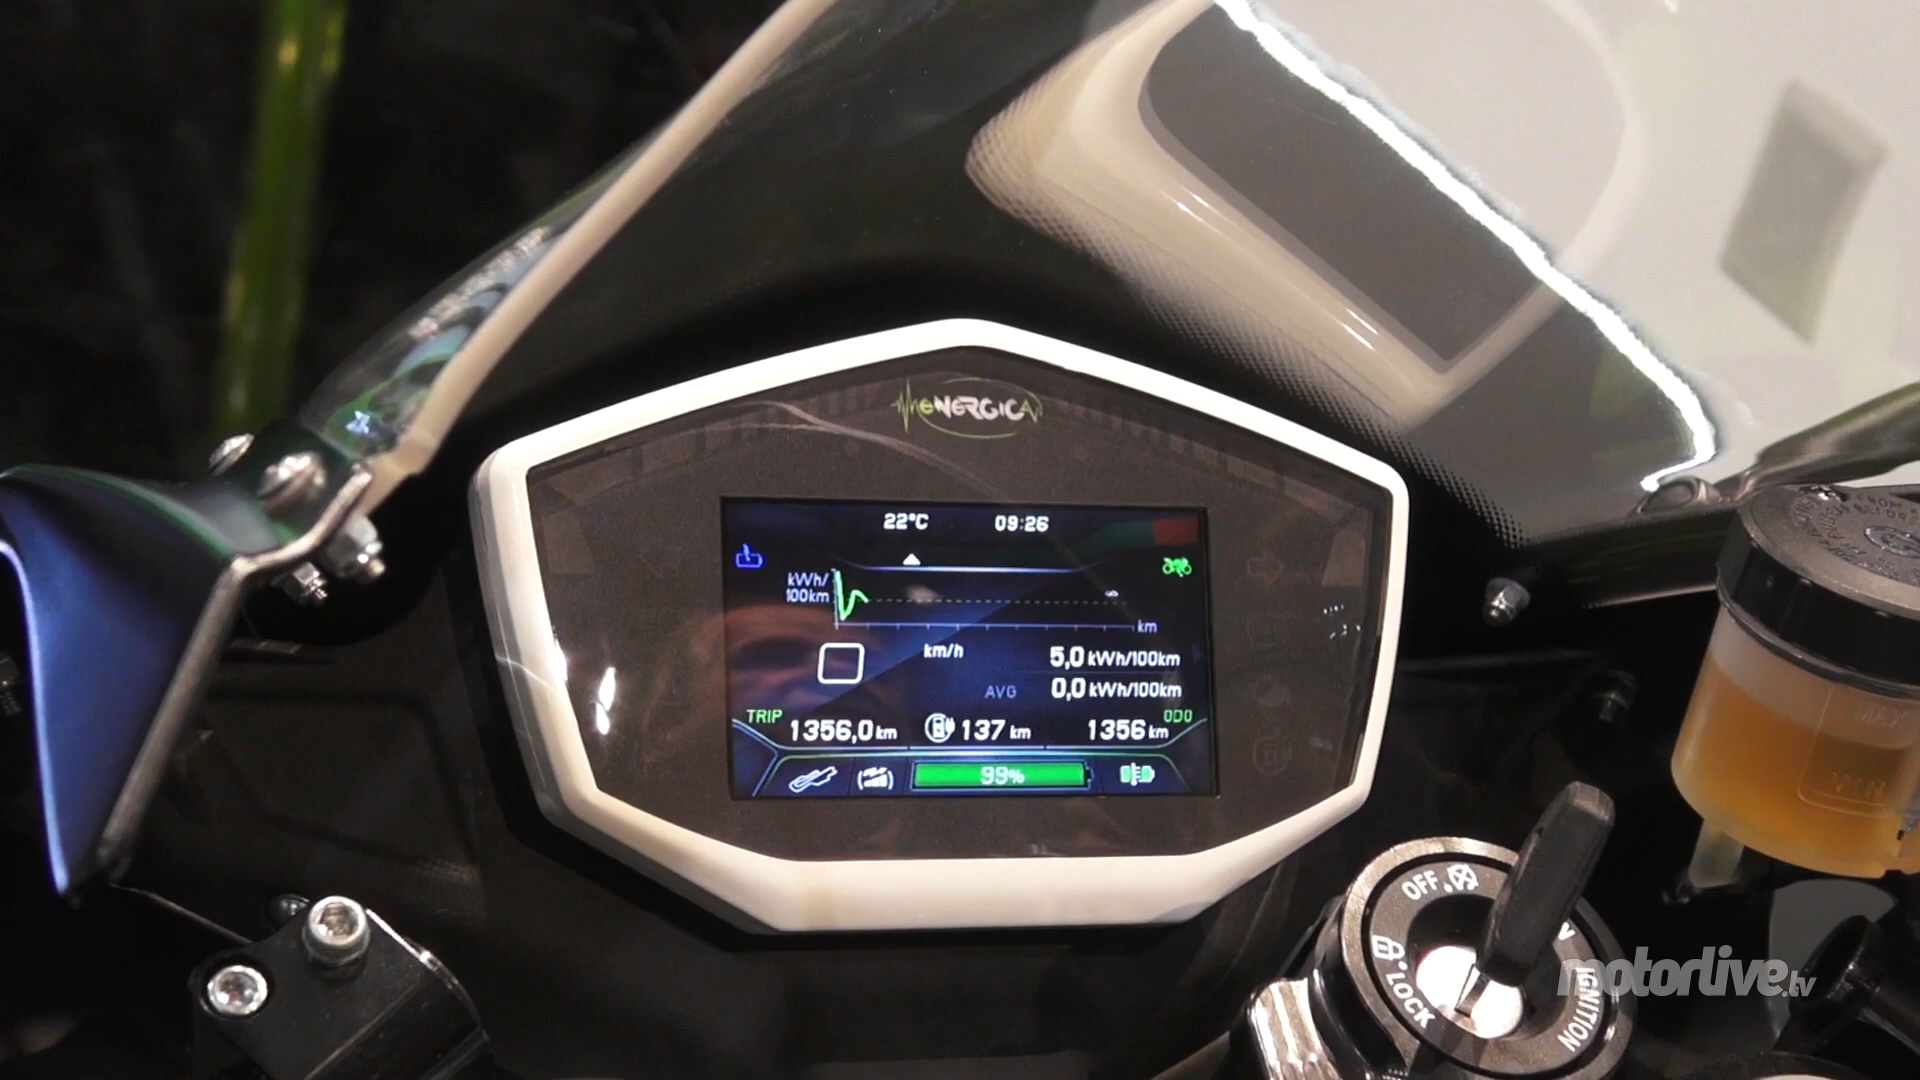 ENERGICA
22°C 09:26
kWh/
100km
km
km/h 5,0 kWh/100km
AVG 0,0 kWh/100km
TRIP 1356,0 km 137 km 1356 km ODO
99%
OFF
LOCK
IGNITION
MIN
motorlive.tv